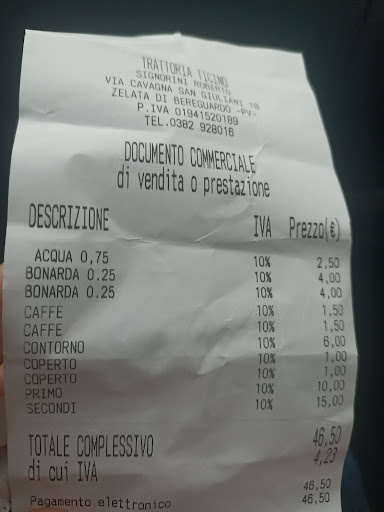 TRATTORIA TICINO
SIGNORINI ROBERTO
VIA CAVAGNA SAN GIULIANI 18
ZELATA DI BEREGUARDO -PV-
P.IVA 01941520189
TEL.0382 928016
DOCUMENTO COMMERCIALE
di vendita o prestazione
DESCRIZIONE IVA Prezzo(€)
ACQUA 0,75 10% 2,50
BONARDA 0.25 10% 4,00
BONARDA 0.25 10% 4,00
CAFFE 10% 1,50
CAFFE 10% 1,50
CONTORNO 10% 6,00
COPERTO 10% 1,00
COPERTO 10% 1,00
PRIMO 10% 10,00
SECONDI 10% 15,00
TOTALE COMPLESSIVO 46,50
di cui IVA 4,23
Pagamento elettronico 46,50
46,50